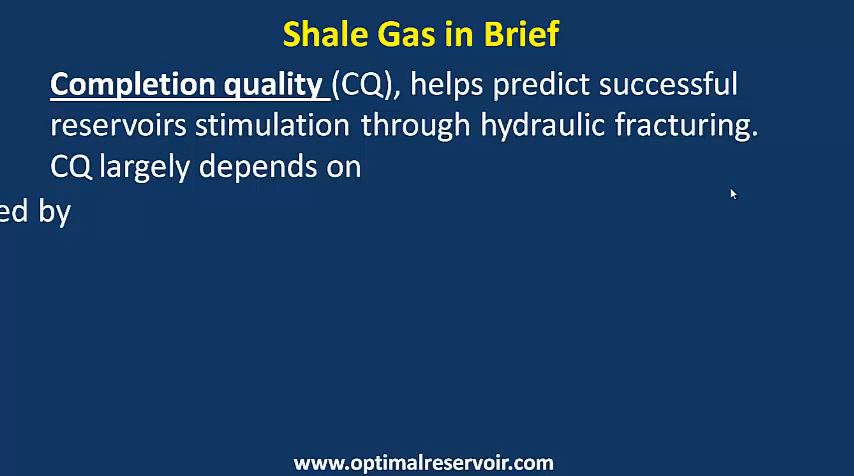 Shale Gas in Brief
Completion quality (CQ), helps predict successful
reservoirs stimulation through hydraulic fracturing.
CQ largely depends on
ed by
www.optimalreservoir.com